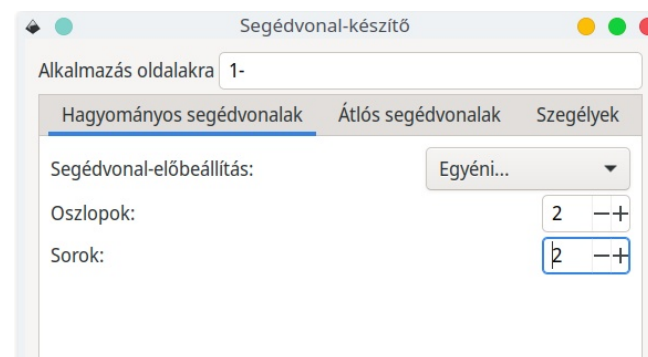 Segédvonal-készítő
Alkalmazás oldalakra 1-
Hagyományos segédvonalak Átlós segédvonalak Szegélyek
Segédvonal-előbeállítás: Egyéni...
Oszlopok: 2
Sorok: 2